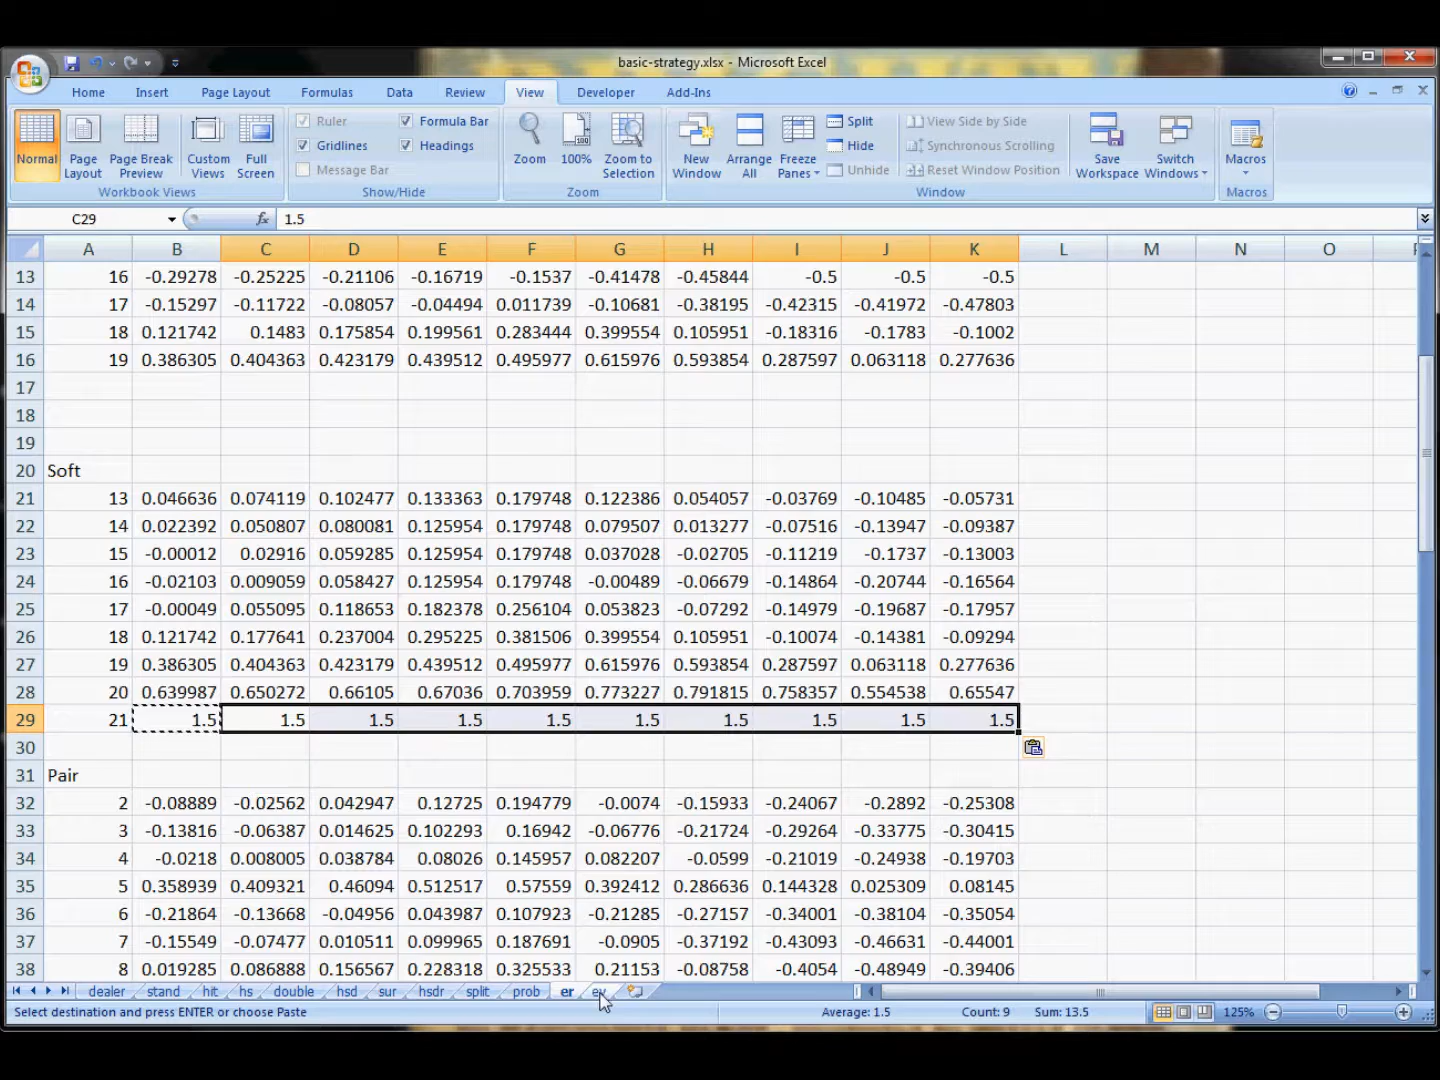 basic-strategy.xlsx - Microsoft Excel
Home Insert Page Layout Formulas Data Review View Developer Add-Ins
Normal Page Layout Page Break Preview Custom Views Full Screen
Workbook Views
Ruler Formula Bar
Gridlines Headings
Message Bar
Show/Hide
Zoom 100% Zoom to Selection
Zoom
New Window Arrange All Freeze Panes
Split View Side by Side
Hide Synchronous Scrolling
Unhide Reset Window Position
Save Workspace Switch Windows
Window
Macros
Macros
C29 fx 1.5
A B C D E F G H I J K L M N O
13 16 -0.29278 -0.25225 -0.21106 -0.16719 -0.1537 -0.41478 -0.45844 -0.5 -0.5 -0.5
14 17 -0.15297 -0.11722 -0.08057 -0.04494 0.011739 -0.10681 -0.38195 -0.42315 -0.41972 -0.47803
15 18 0.121742 0.1483 0.175854 0.199561 0.283444 0.399554 0.105951 -0.18316 -0.1783 -0.1002
16 19 0.386305 0.404363 0.423179 0.439512 0.495977 0.615976 0.593854 0.287597 0.063118 0.277636
17
18
19
20 Soft
21 13 0.046636 0.074119 0.102477 0.133363 0.179748 0.122386 0.054057 -0.03769 -0.10485 -0.05731
22 14 0.022392 0.050807 0.080081 0.125954 0.179748 0.079507 0.013277 -0.07516 -0.13947 -0.09387
23 15 -0.00012 0.02916 0.059285 0.125954 0.179748 0.037028 -0.02705 -0.11219 -0.1737 -0.13003
24 16 -0.02103 0.009059 0.058427 0.125954 0.179748 -0.00489 -0.06679 -0.14864 -0.20744 -0.16564
25 17 -0.00049 0.055095 0.118653 0.182378 0.256104 0.053823 -0.07292 -0.14979 -0.19687 -0.17957
26 18 0.121742 0.177641 0.237004 0.295225 0.381506 0.399554 0.105951 -0.10074 -0.14381 -0.09294
27 19 0.386305 0.404363 0.423179 0.439512 0.495977 0.615976 0.593854 0.287597 0.063118 0.277636
28 20 0.639987 0.650272 0.66105 0.67036 0.703959 0.773227 0.791815 0.758357 0.554538 0.65547
29 21 1.5 1.5 1.5 1.5 1.5 1.5 1.5 1.5 1.5 1.5
30
31 Pair
32 2 -0.08889 -0.02562 0.042947 0.12725 0.194779 -0.0074 -0.15933 -0.24067 -0.2892 -0.25308
33 3 -0.13816 -0.06387 0.014625 0.102293 0.16942 -0.06776 -0.21724 -0.29264 -0.33775 -0.30415
34 4 -0.0218 0.008005 0.038784 0.08026 0.145957 0.082207 -0.0599 -0.21019 -0.24938 -0.19703
35 5 0.358939 0.409321 0.46094 0.512517 0.57559 0.392412 0.286636 0.144328 0.025309 0.08145
36 6 -0.21864 -0.13668 -0.04956 0.043987 0.107923 -0.21285 -0.27157 -0.34001 -0.38104 -0.35054
37 7 -0.15549 -0.07477 0.010511 0.099965 0.187691 -0.0905 -0.37192 -0.43093 -0.46631 -0.44001
38 8 0.019285 0.086888 0.156567 0.228318 0.325533 0.21153 -0.08758 -0.4054 -0.48949 -0.39406
dealer stand hit hs double hsd sur hsdr split prob er
Select destination and press ENTER or choose Paste Average: 1.5 Count: 9 Sum: 13.5 125%